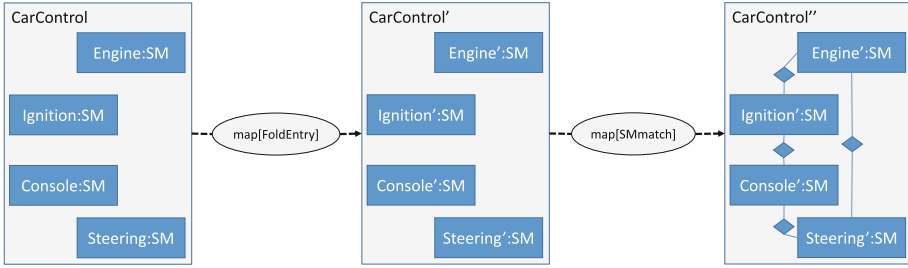 CarControl
Engine:SM
Ignition:SM
Console:SM
Steering:SM
map[FoldEntry]
CarControl’
Engine’:SM
Ignition’:SM
Console’:SM
Steering’:SM
map[SMmatch]
CarControl’’
Engine’:SM
Ignition’:SM
Console’:SM
Steering’:SM